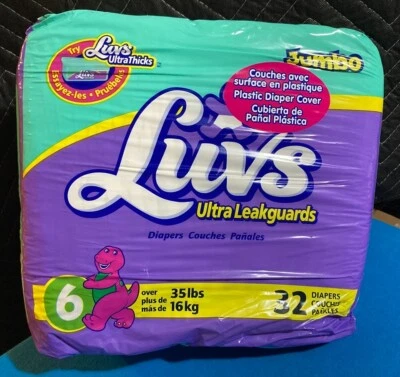 Try
Luvs
UltraThicks
Essayez-les • Pruébelos
Jumbo
Couches avec
surface en plastique
Plastic Diaper Cover
Cubierta de
Pañal Plástica
Luvs
Ultra Leakguards
Diapers Couches Pañales
6
over 35lbs
plus de
más de 16kg
32 DIAPERS
COUCHES
PAÑALES